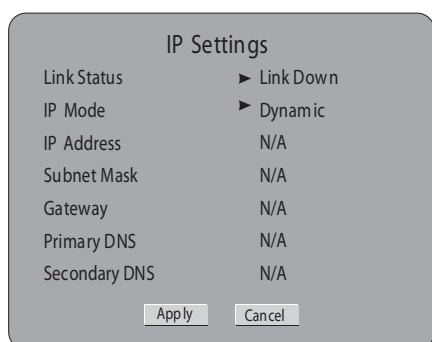 IP Settings
Link Status ► Link Down
IP Mode ► Dynamic
IP Address N/A
Subnet Mask N/A
Gateway N/A
Primary DNS N/A
Secondary DNS N/A
Apply Cancel